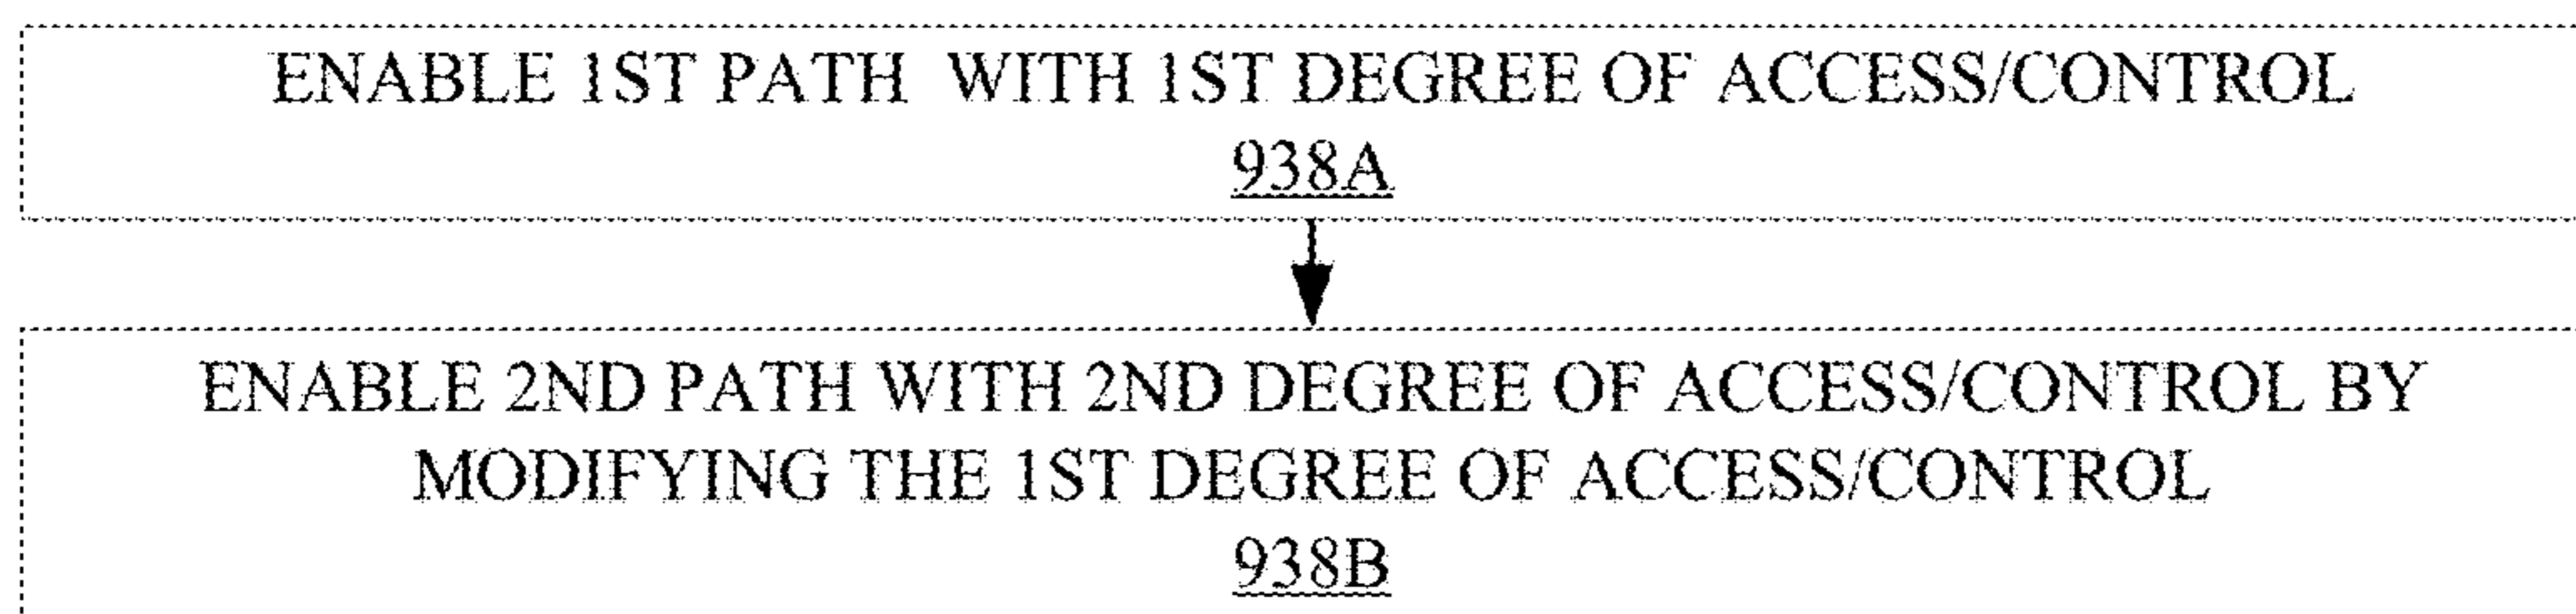 ENABLE 1ST PATH WITH 1ST DEGREE OF ACCESS/CONTROL
938A
ENABLE 2ND PATH WITH 2ND DEGREE OF ACCESS/CONTROL BY
MODIFYING THE 1ST DEGREE OF ACCESS/CONTROL
938B